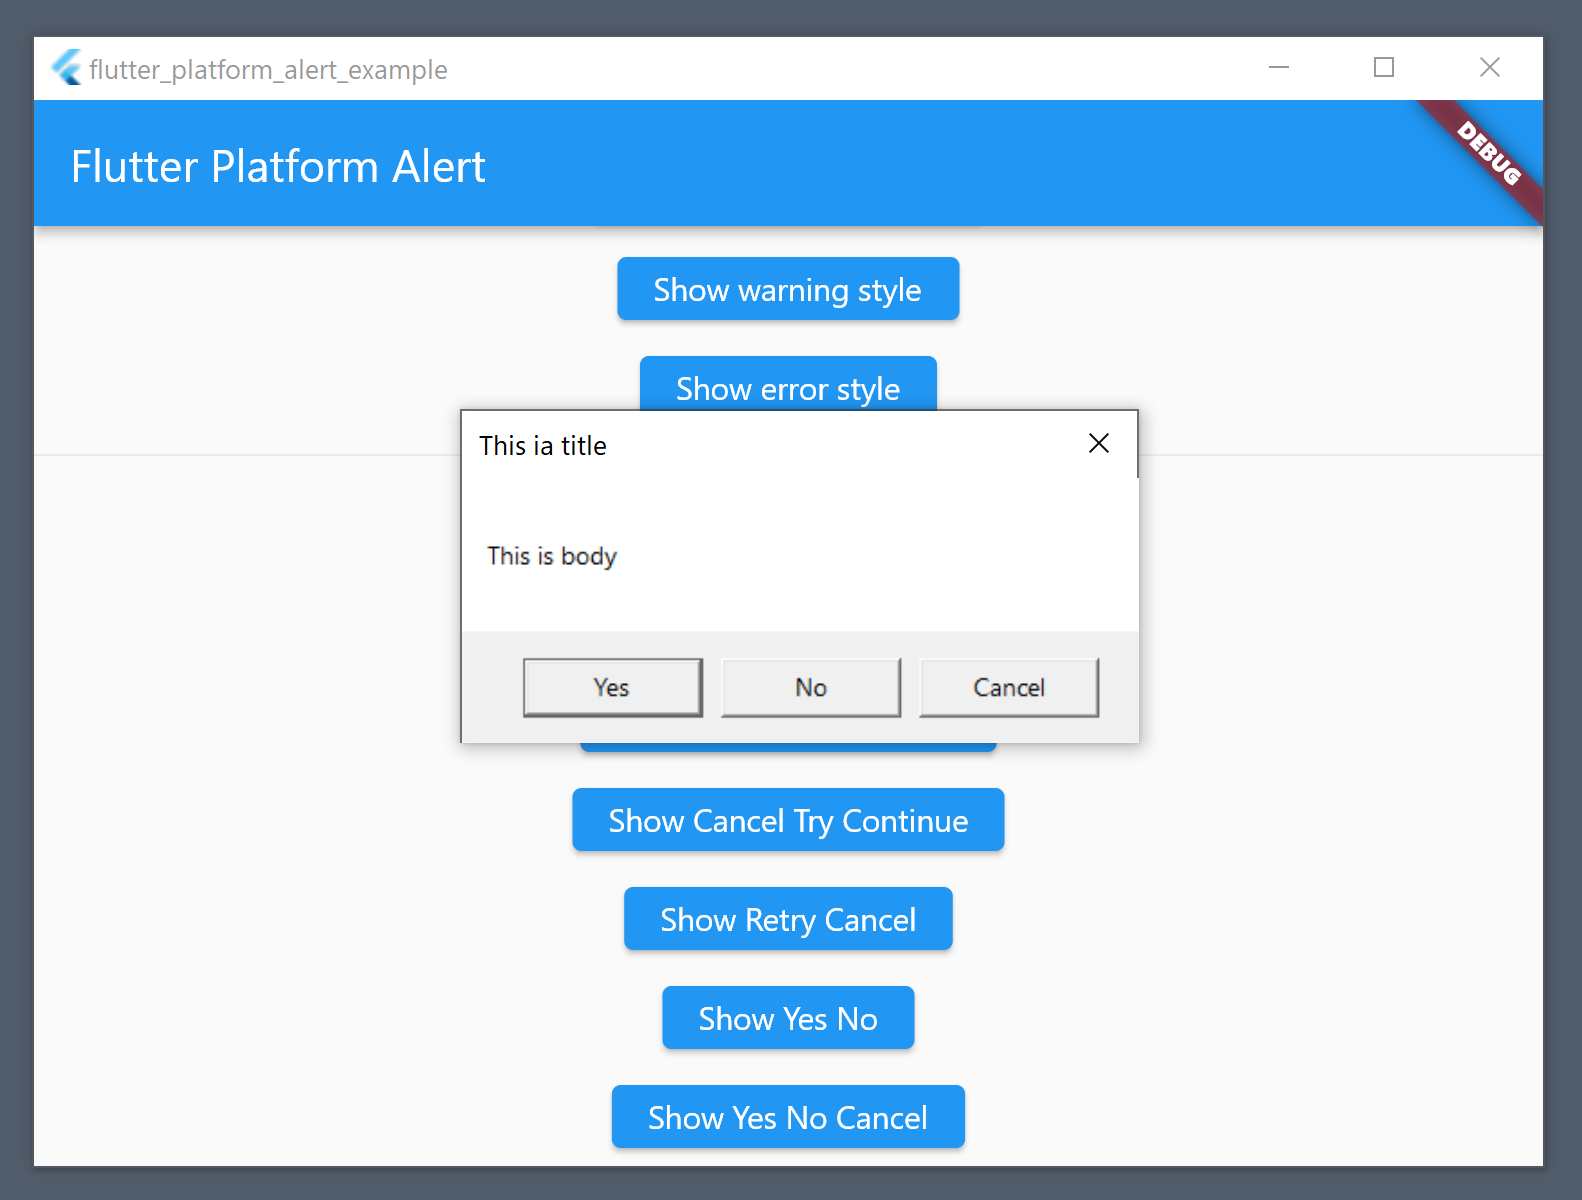 flutter_platform_alert_example
Flutter Platform Alert
DEBUG
Show warning style
Show error style
This ia title
This is body
Yes No Cancel
Show Cancel Try Continue
Show Retry Cancel
Show Yes No
Show Yes No Cancel